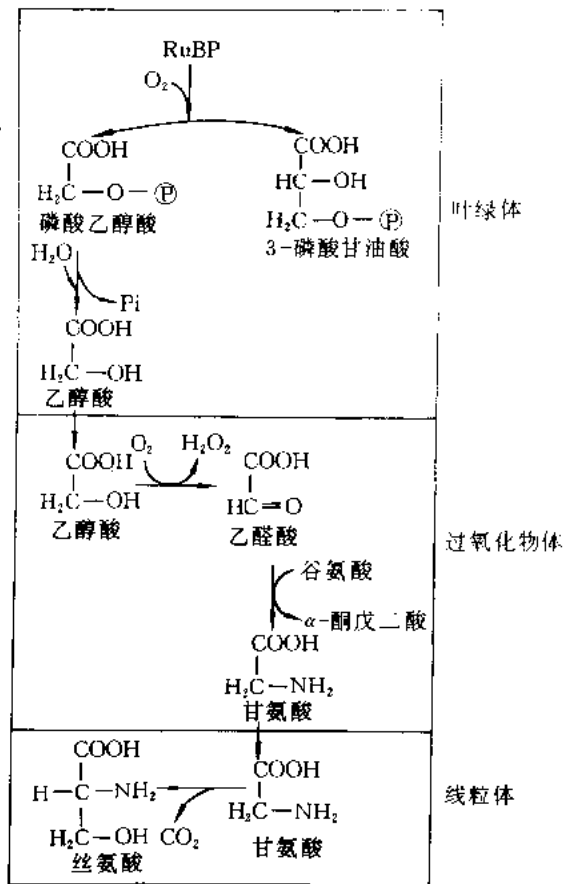 RuBP
O₂
COOH
COOH
H₂C—O—Ⓟ
HC—OH
磷酸乙醇酸
H₂C—O—Ⓟ
叶绿体
H₂O
3-磷酸甘油酸
Pi
COOH
H₂C—OH
乙醇酸
O₂
H₂O₂
COOH
COOH
H₂C—OH
HC=O
乙醇酸
乙醛酸
过氧化物体
谷氨酸
α-酮戊二酸
COOH
H₂C—NH₂
甘氨酸
COOH
COOH
H—C—NH₂
线粒体
H₂C—OH
CO₂
H₂C—NH₂
丝氨酸
甘氨酸